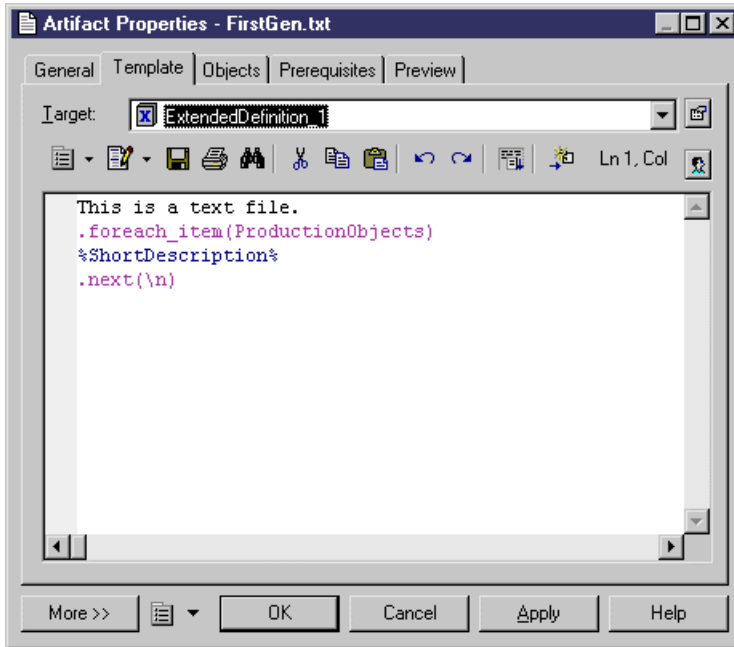 Artifact Properties - FirstGen.txt
General Template Objects Prerequisites Preview
Target: ExtendedDefinition_1
Ln 1, Col
This is a text file.
.foreach_item(ProductionObjects)
%ShortDescription%
.next(\n)
More >> OK Cancel Apply Help